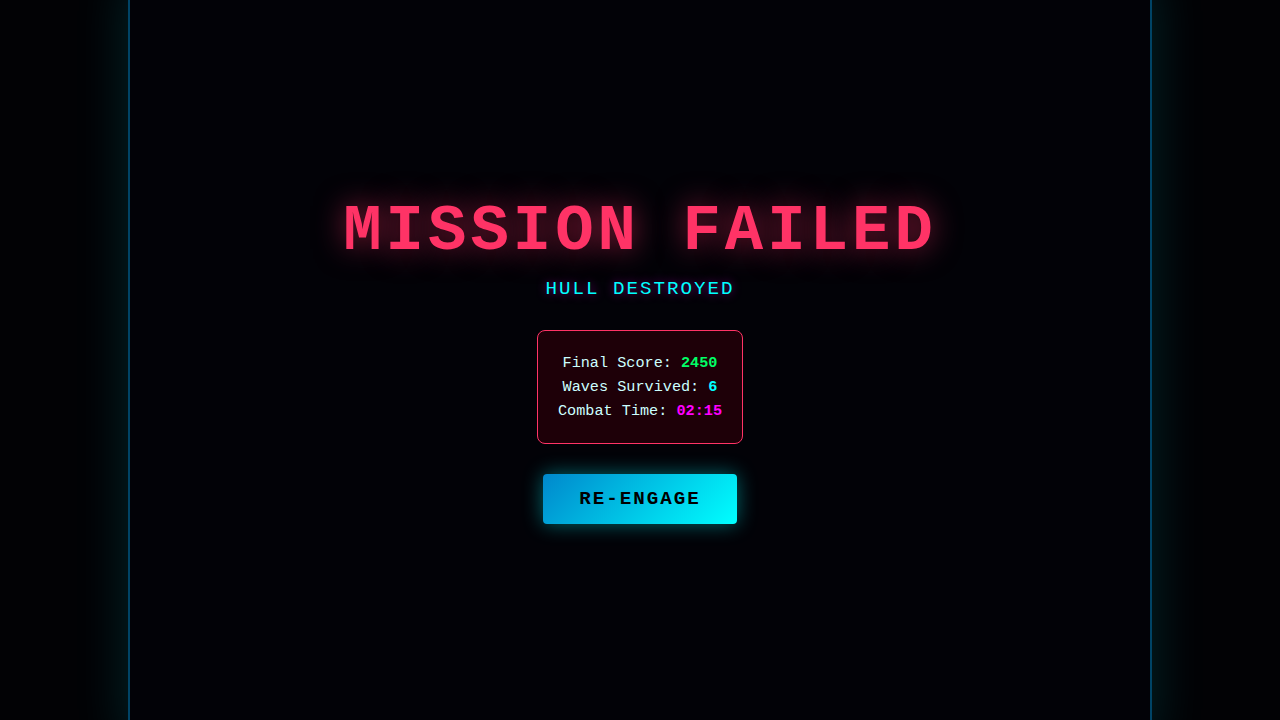 MISSION FAILED
HULL DESTROYED
Final Score: 2450
Waves Survived: 6
Combat Time: 02:15
RE-ENGAGE